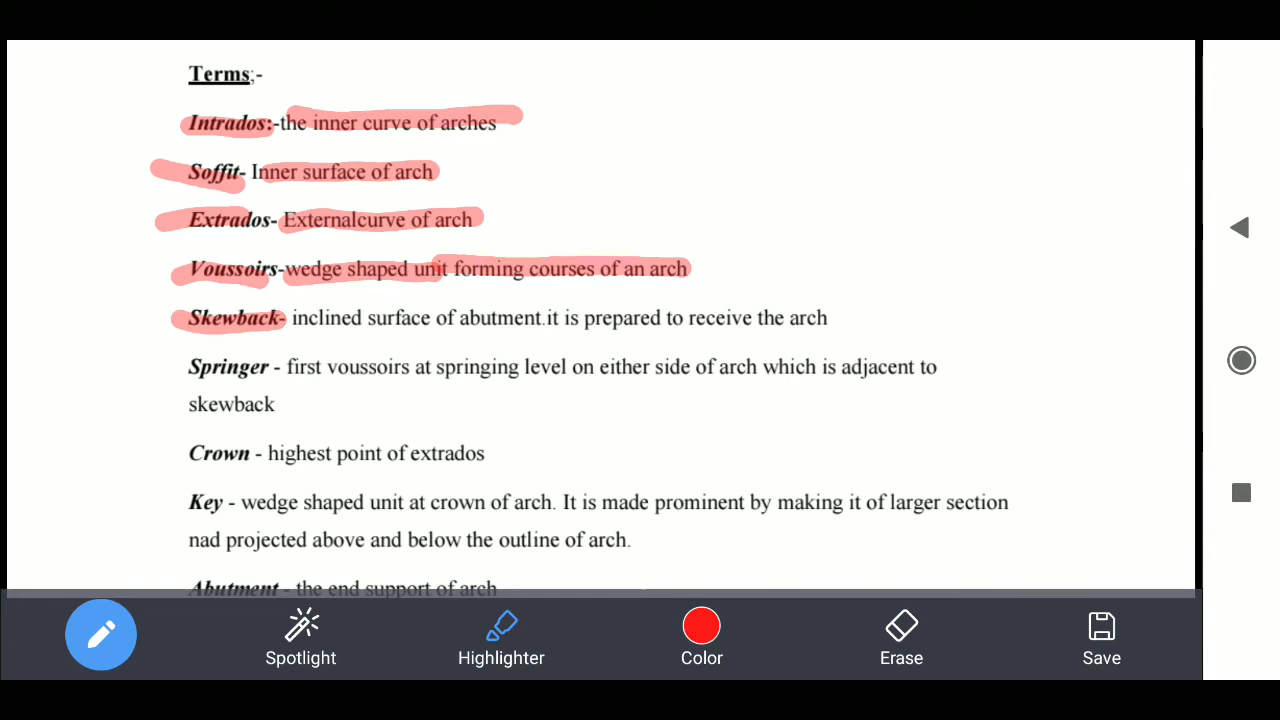 Terms;-
Intrados:-the inner curve of arches
Soffit- Inner surface of arch
Extrados- Externalcurve of arch
Voussoirs-wedge shaped unit forming courses of an arch
Skewback- inclined surface of abutment.it is prepared to receive the arch
Springer - first voussoirs at springing level on either side of arch which is adjacent to
skewback
Crown - highest point of extrados
Key - wedge shaped unit at crown of arch. It is made prominent by making it of larger section
nad projected above and below the outline of arch.
Abutment - the end support of arch
Spotlight
Highlighter
Color
Erase
Save